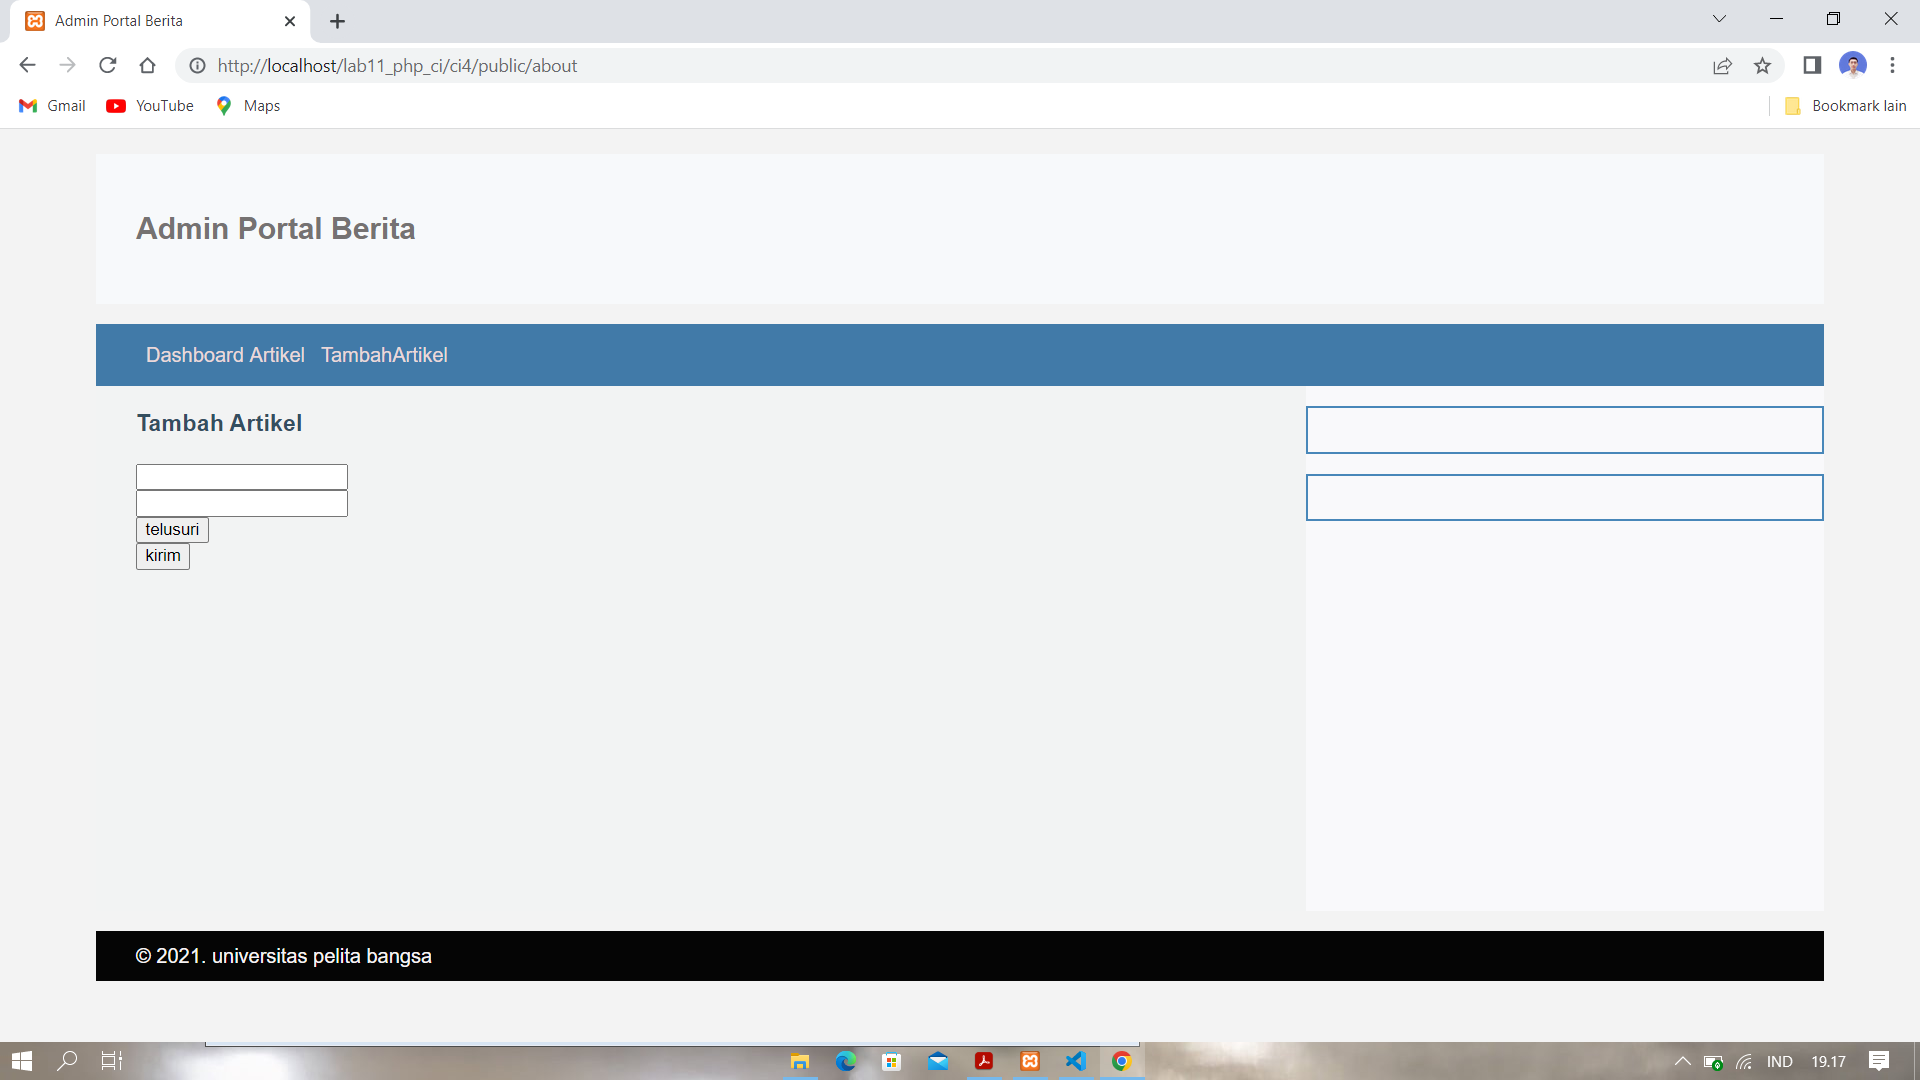 Admin Portal Berita
http://localhost/lab11_php_ci/ci4/public/about
Gmail YouTube Maps Bookmark lain
Admin Portal Berita
Dashboard Artikel TambahArtikel
Tambah Artikel
telusuri
kirim
© 2021. universitas pelita bangsa
IND 19.17